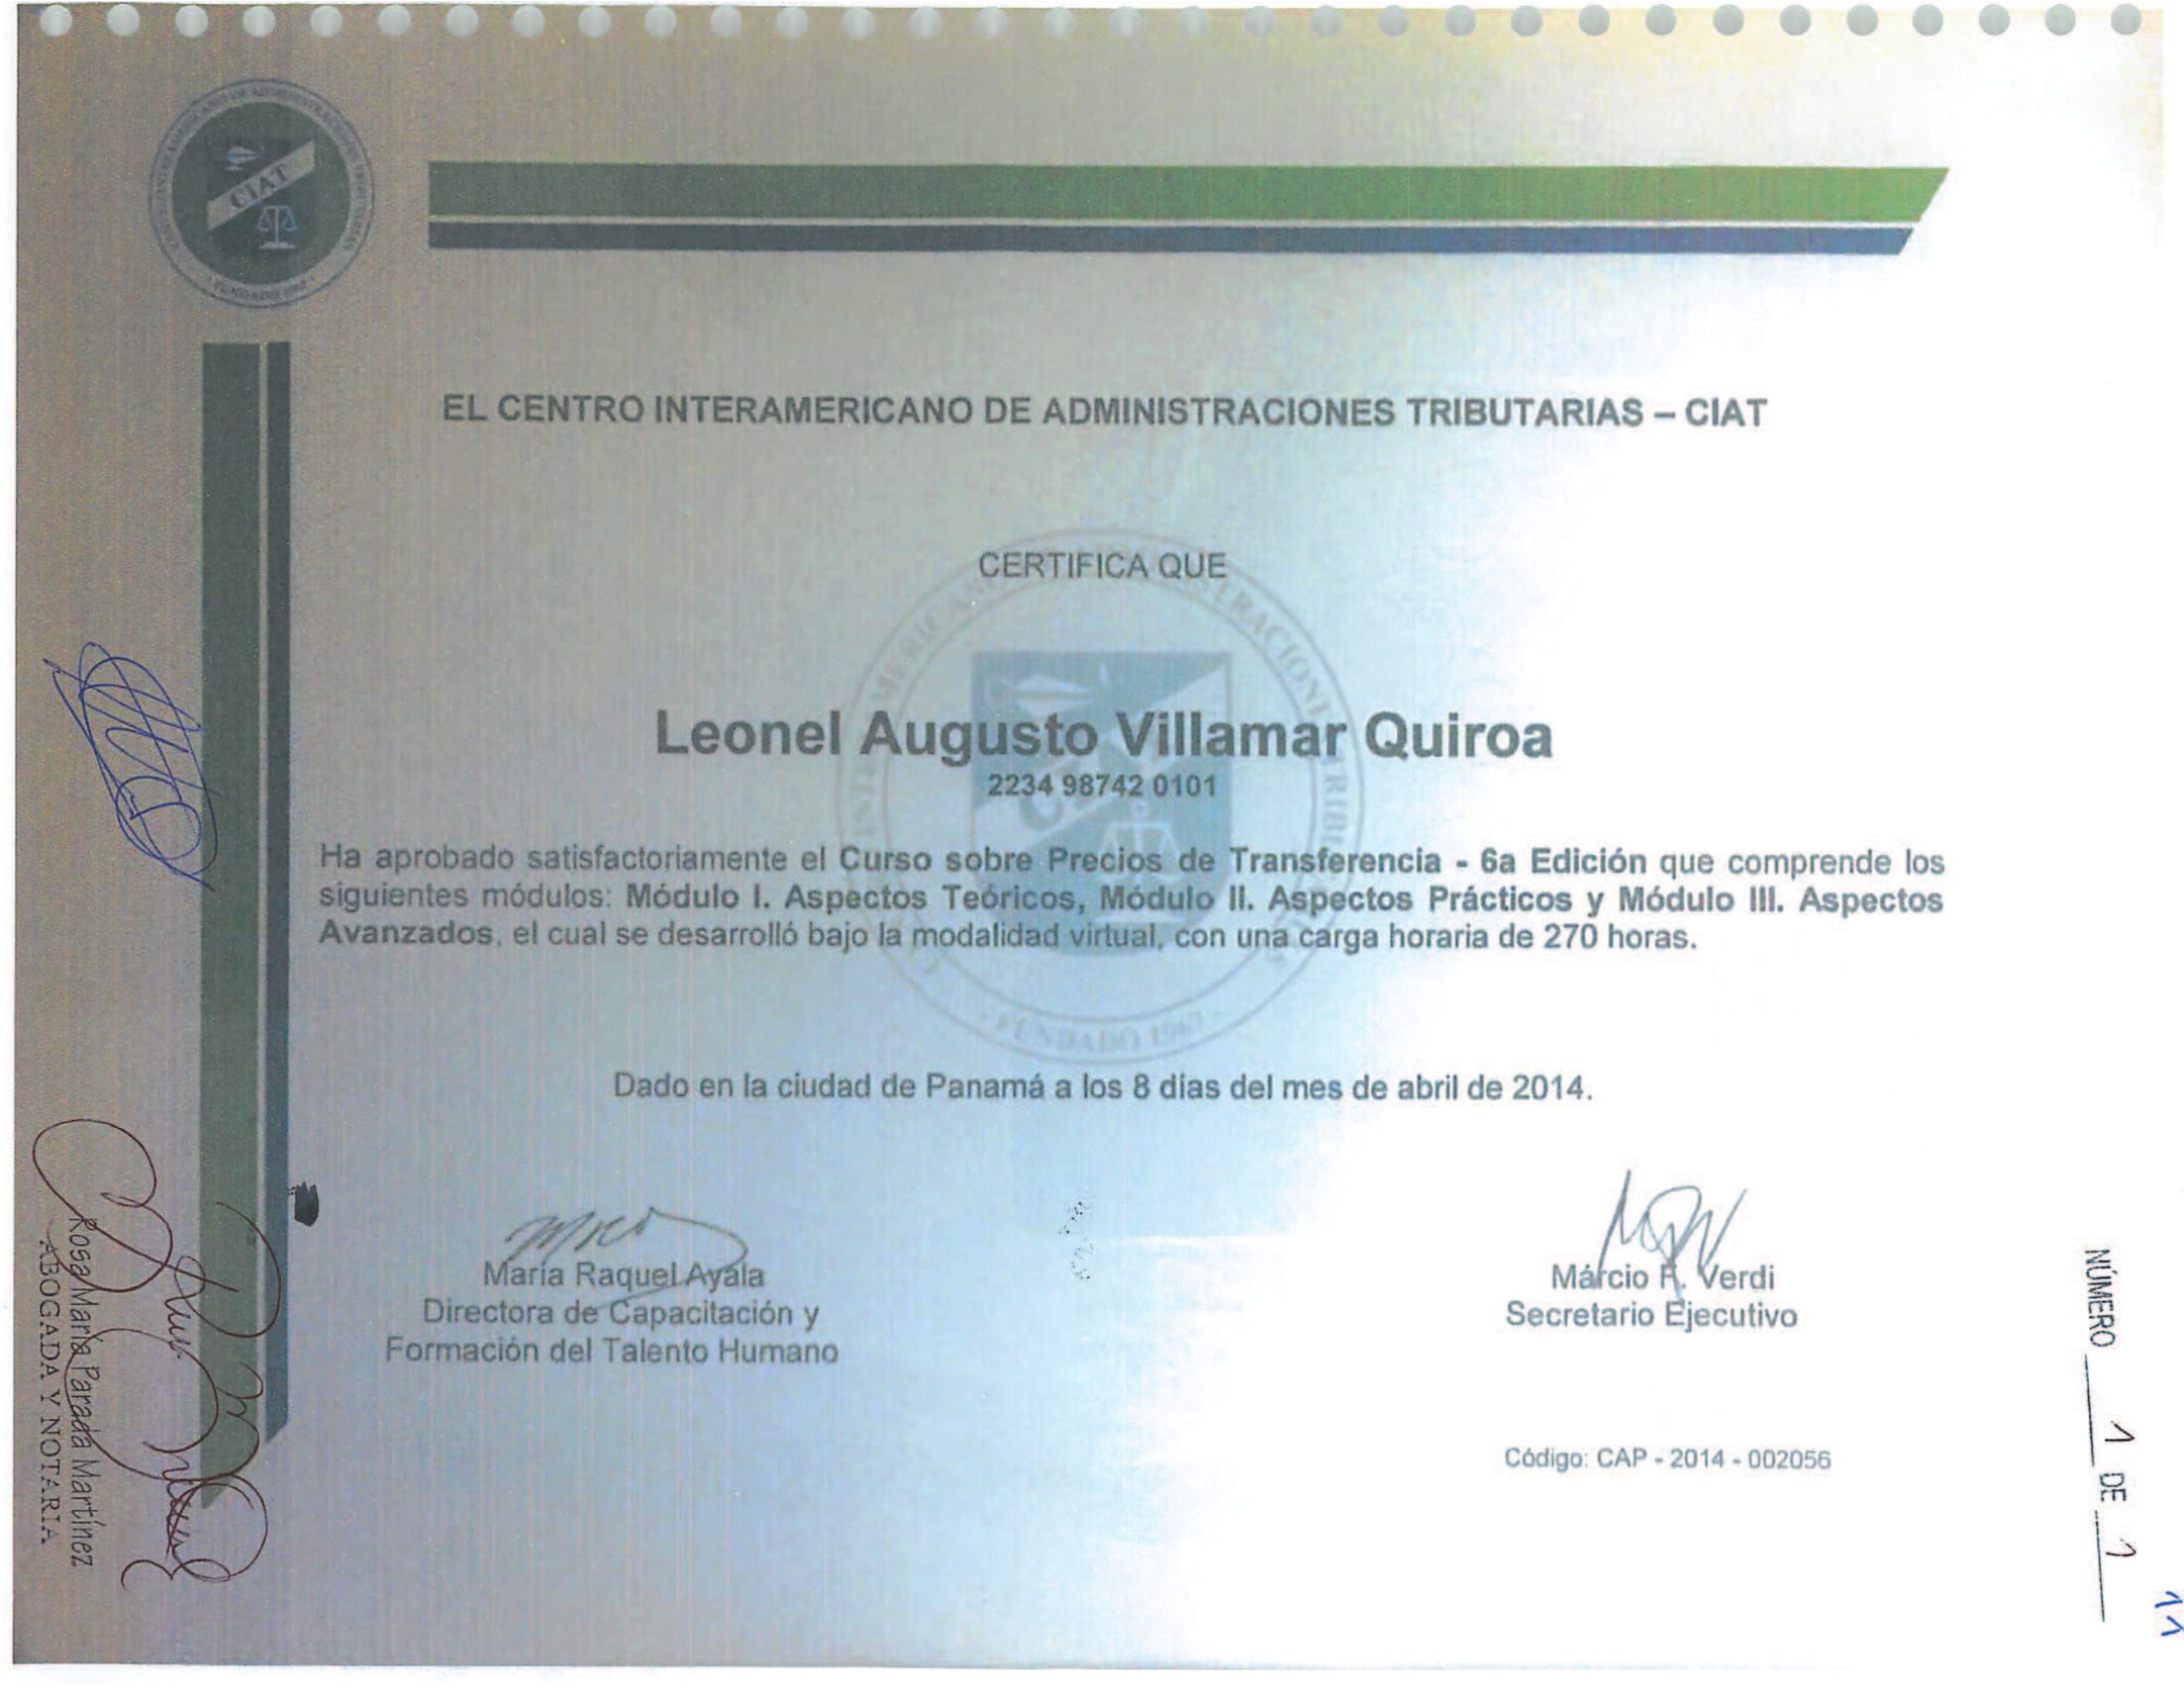 CIAT
EL CENTRO INTERAMERICANO DE ADMINISTRACIONES TRIBUTARIAS – CIAT
CERTIFICA QUE
Leonel Augusto Villamar Quiroa
2234 98742 0101
Ha aprobado satisfactoriamente el Curso sobre Precios de Transferencia - 6a Edición que comprende los
siguientes módulos: Módulo I. Aspectos Teóricos, Módulo II. Aspectos Prácticos y Módulo III. Aspectos
Avanzados, el cual se desarrolló bajo la modalidad virtual, con una carga horaria de 270 horas.
FUNDADO 1967
Dado en la ciudad de Panamá a los 8 días del mes de abril de 2014.
María Raquel Ayala
Directora de Capacitación y
Formación del Talento Humano
Márcio F. Verdi
Secretario Ejecutivo
Código: CAP - 2014 - 002056
Rosa María Parada Martínez
ABOGADA Y NOTARIA
NÚMERO 1 DE 1
11